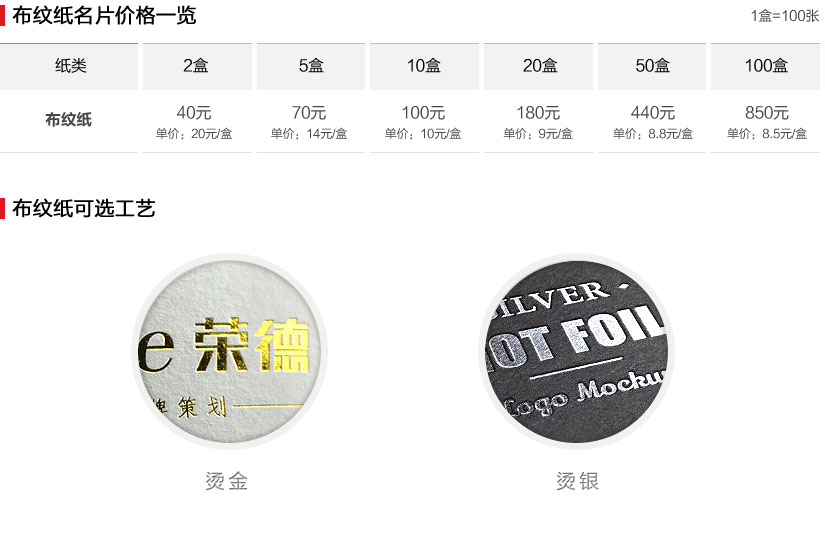 布纹纸名片价格一览
1盒=100张
纸类 2盒 5盒 10盒 20盒 50盒 100盒
布纹纸 40元 70元 100元 180元 440元 850元
单价：20元/盒 单价：14元/盒 单价：10元/盒 单价：9元/盒 单价：8.8元/盒 单价：8.5元/盒
布纹纸可选工艺
e 荣德
牌策划
SILVER
HOT FOIL
Logo Mockup
烫金 烫银